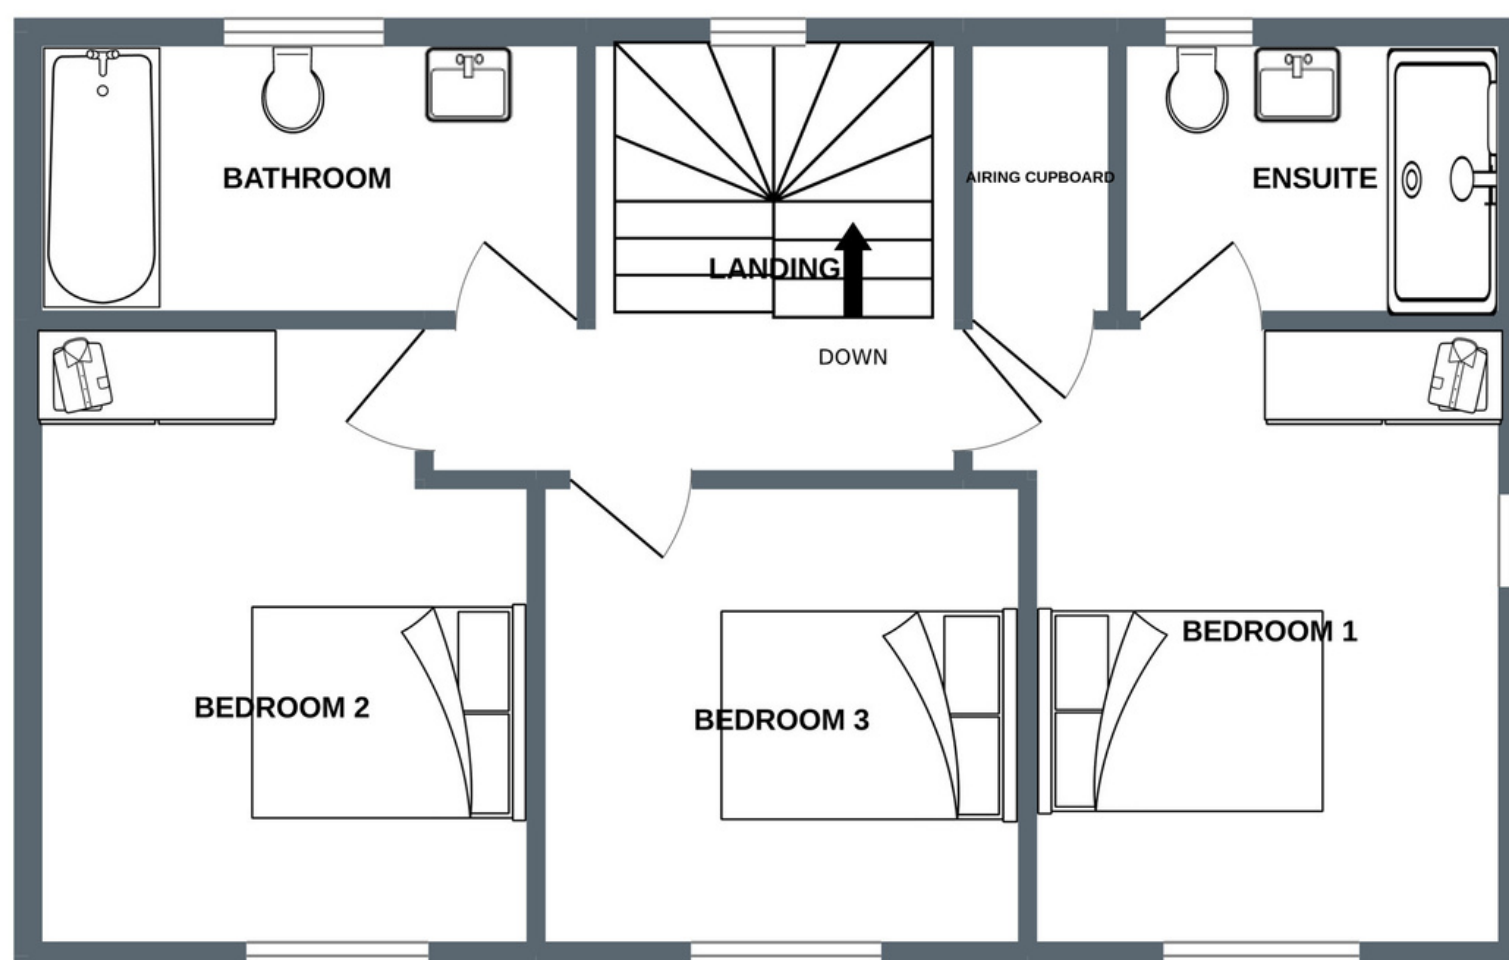 BATHROOM
AIRING CUPBOARD
ENSUITE
LANDING
DOWN
BEDROOM 1
BEDROOM 2
BEDROOM 3